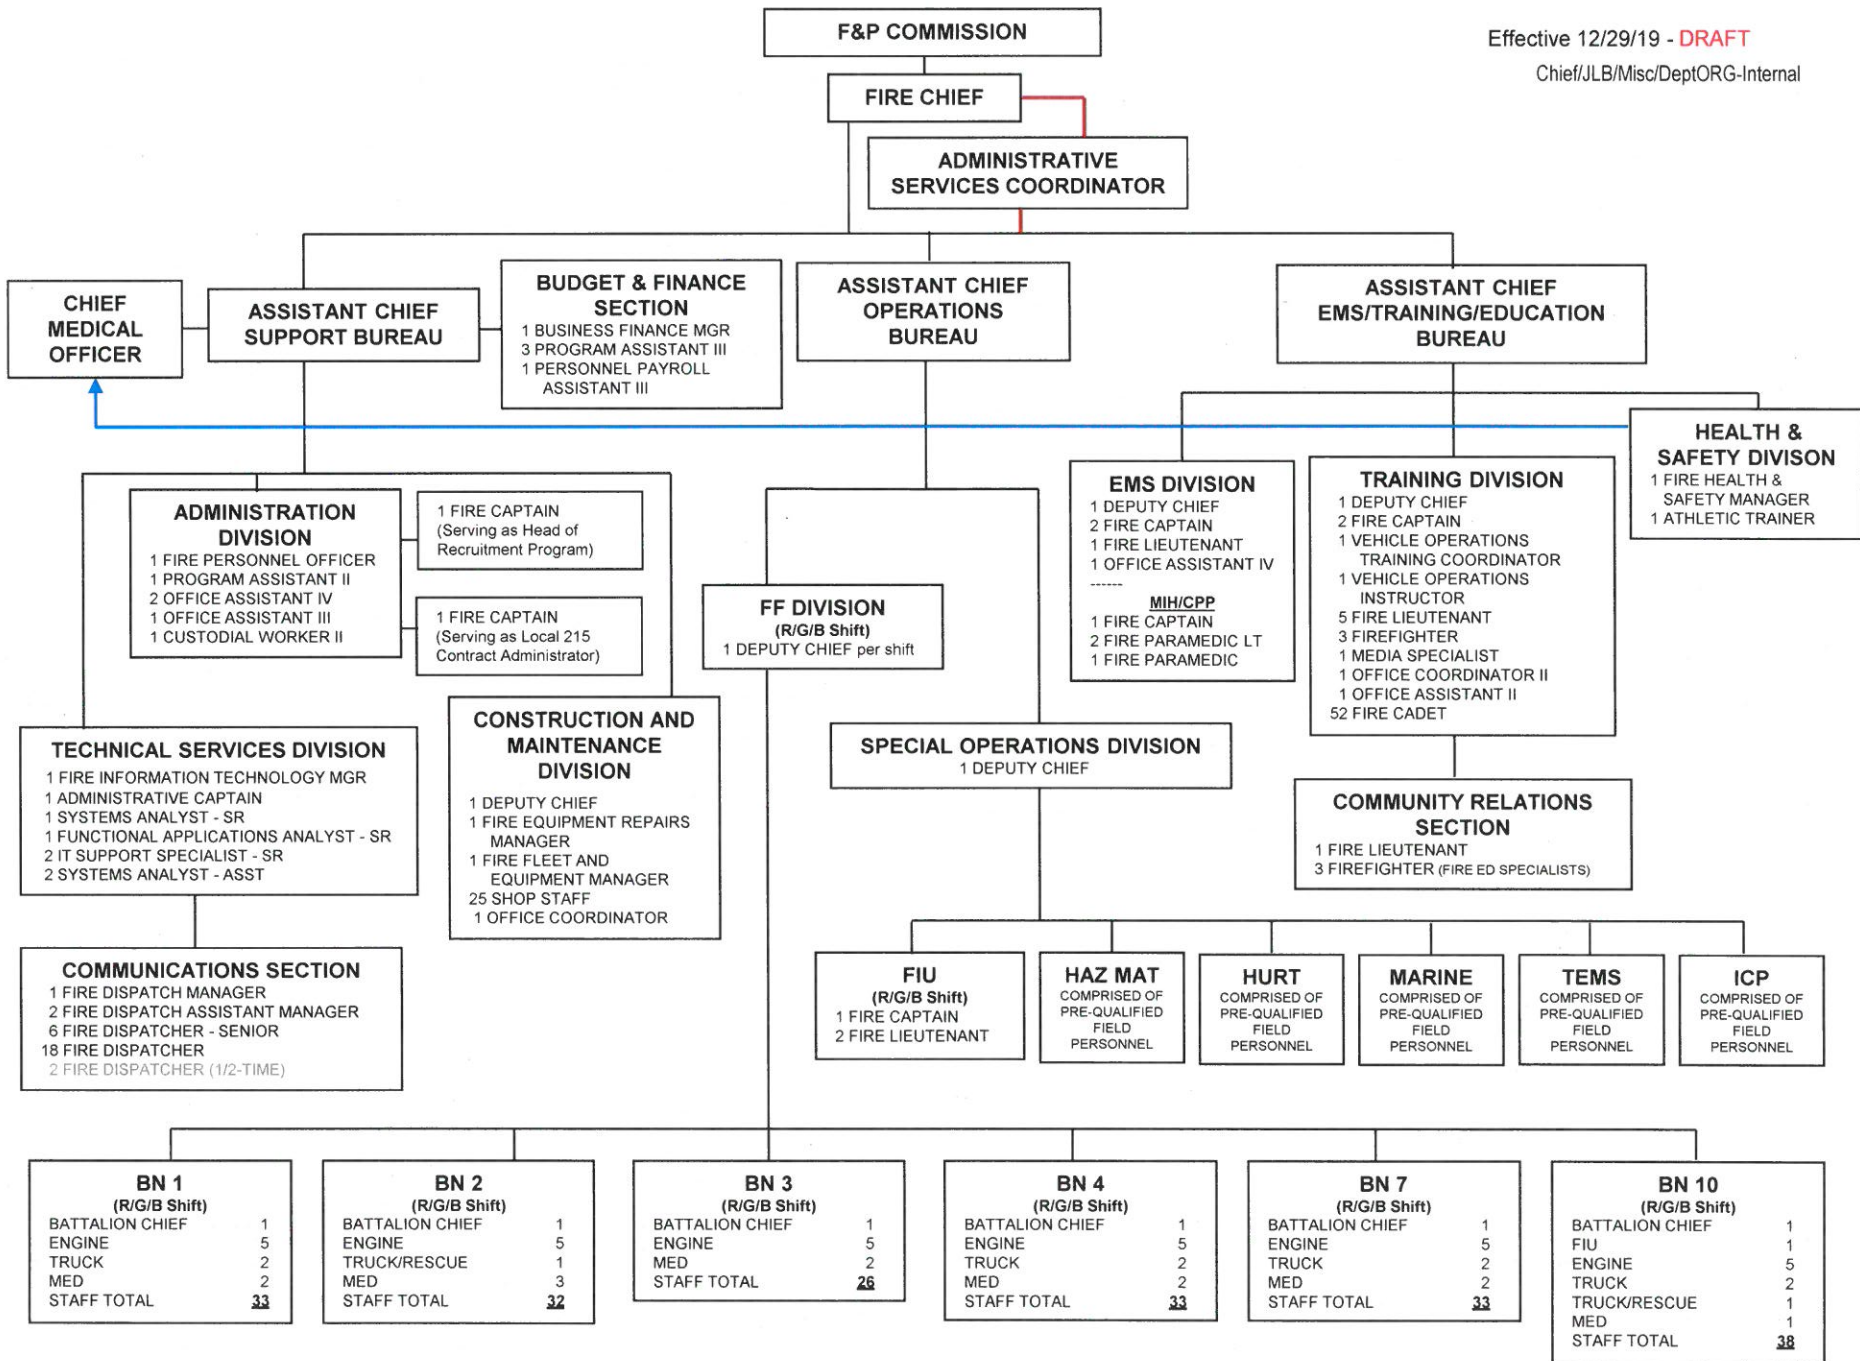 F&P COMMISSION
Effective 12/29/19 - DRAFT
Chief/JLB/Misc/DeptORG-Internal
FIRE CHIEF
ADMINISTRATIVE
SERVICES COORDINATOR
CHIEF
MEDICAL
OFFICER
ASSISTANT CHIEF
SUPPORT BUREAU
BUDGET & FINANCE
SECTION
1 BUSINESS FINANCE MGR
3 PROGRAM ASSISTANT III
1 PERSONNEL PAYROLL
ASSISTANT III
ASSISTANT CHIEF
OPERATIONS
BUREAU
ASSISTANT CHIEF
EMS/TRAINING/EDUCATION
BUREAU
HEALTH &
SAFETY DIVISON
1 FIRE HEALTH &
SAFETY MANAGER
1 ATHLETIC TRAINER
ADMINISTRATION
DIVISION
1 FIRE PERSONNEL OFFICER
1 PROGRAM ASSISTANT II
2 OFFICE ASSISTANT IV
1 OFFICE ASSISTANT III
1 CUSTODIAL WORKER II
1 FIRE CAPTAIN
(Serving as Head of
Recruitment Program)
1 FIRE CAPTAIN
(Serving as Local 215
Contract Administrator)
FF DIVISION
(R/G/B Shift)
1 DEPUTY CHIEF per shift
EMS DIVISION
1 DEPUTY CHIEF
2 FIRE CAPTAIN
1 FIRE LIEUTENANT
1 OFFICE ASSISTANT IV
------
MIH/CPP
1 FIRE CAPTAIN
2 FIRE PARAMEDIC LT
1 FIRE PARAMEDIC
TRAINING DIVISION
1 DEPUTY CHIEF
2 FIRE CAPTAIN
1 VEHICLE OPERATIONS
TRAINING COORDINATOR
1 VEHICLE OPERATIONS
INSTRUCTOR
5 FIRE LIEUTENANT
3 FIREFIGHTER
1 MEDIA SPECIALIST
1 OFFICE COORDINATOR II
1 OFFICE ASSISTANT II
52 FIRE CADET
TECHNICAL SERVICES DIVISION
1 FIRE INFORMATION TECHNOLOGY MGR
1 ADMINISTRATIVE CAPTAIN
1 SYSTEMS ANALYST - SR
1 FUNCTIONAL APPLICATIONS ANALYST - SR
2 IT SUPPORT SPECIALIST - SR
2 SYSTEMS ANALYST - ASST
CONSTRUCTION AND
MAINTENANCE
DIVISION
1 DEPUTY CHIEF
1 FIRE EQUIPMENT REPAIRS
MANAGER
1 FIRE FLEET AND
EQUIPMENT MANAGER
25 SHOP STAFF
1 OFFICE COORDINATOR
SPECIAL OPERATIONS DIVISION
1 DEPUTY CHIEF
COMMUNITY RELATIONS
SECTION
1 FIRE LIEUTENANT
3 FIREFIGHTER (FIRE ED SPECIALISTS)
COMMUNICATIONS SECTION
1 FIRE DISPATCH MANAGER
2 FIRE DISPATCH ASSISTANT MANAGER
6 FIRE DISPATCHER - SENIOR
18 FIRE DISPATCHER
2 FIRE DISPATCHER (1/2-TIME)
FIU
(R/G/B Shift)
1 FIRE CAPTAIN
2 FIRE LIEUTENANT
HAZ MAT
COMPRISED OF
PRE-QUALIFIED
FIELD
PERSONNEL
HURT
COMPRISED OF
PRE-QUALIFIED
FIELD
PERSONNEL
MARINE
COMPRISED OF
PRE-QUALIFIED
FIELD
PERSONNEL
TEMS
COMPRISED OF
PRE-QUALIFIED
FIELD
PERSONNEL
ICP
COMPRISED OF
PRE-QUALIFIED
FIELD
PERSONNEL
BN 1
(R/G/B Shift)
BATTALION CHIEF 1
ENGINE 5
TRUCK 2
MED 2
STAFF TOTAL 33
BN 2
(R/G/B Shift)
BATTALION CHIEF 1
ENGINE 5
TRUCK/RESCUE 1
MED 3
STAFF TOTAL 32
BN 3
(R/G/B Shift)
BATTALION CHIEF 1
ENGINE 5
MED 2
STAFF TOTAL 26
BN 4
(R/G/B Shift)
BATTALION CHIEF 1
ENGINE 5
TRUCK 2
MED 2
STAFF TOTAL 33
BN 7
(R/G/B Shift)
BATTALION CHIEF 1
ENGINE 5
TRUCK 2
MED 2
STAFF TOTAL 33
BN 10
(R/G/B Shift)
BATTALION CHIEF 1
FIU 1
ENGINE 5
TRUCK 2
TRUCK/RESCUE 1
MED 1
STAFF TOTAL 38